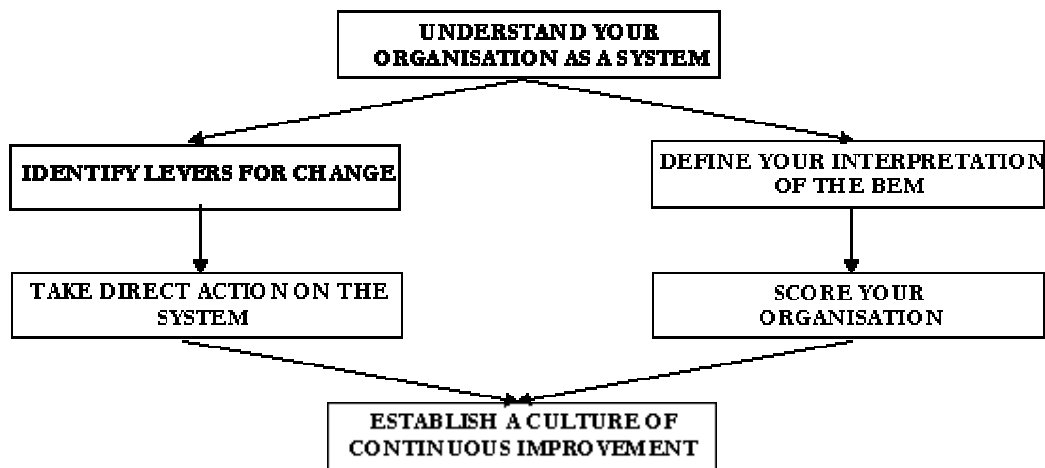 UNDERSTAND YOUR
ORGANISATION AS A SYSTEM
IDENTIFY LEVERS FOR CHANGE
DEFINE YOUR INTERPRETATION
OF THE BEM
TAKE DIRECT ACTION ON THE
SYSTEM
SCORE YOUR
ORGANISATION
ESTABLISH A CULTURE OF
CONTINUOUS IMPROVEMENT